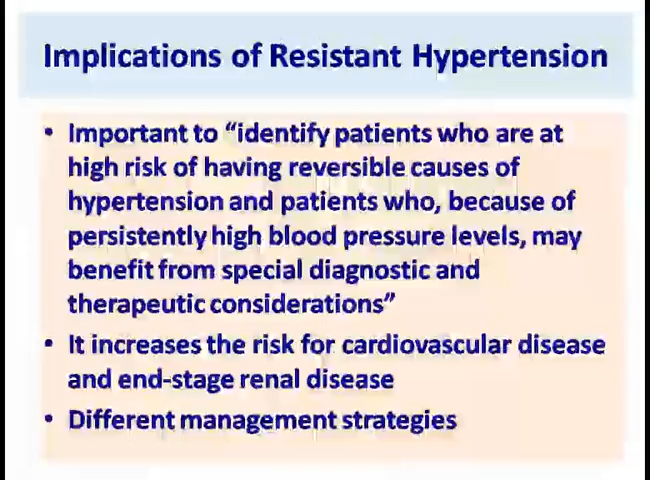 Implications of Resistant Hypertension
• Important to “identify patients who are at
high risk of having reversible causes of
hypertension and patients who, because of
persistently high blood pressure levels, may
benefit from special diagnostic and
therapeutic considerations”
• It increases the risk for cardiovascular disease
and end-stage renal disease
• Different management strategies